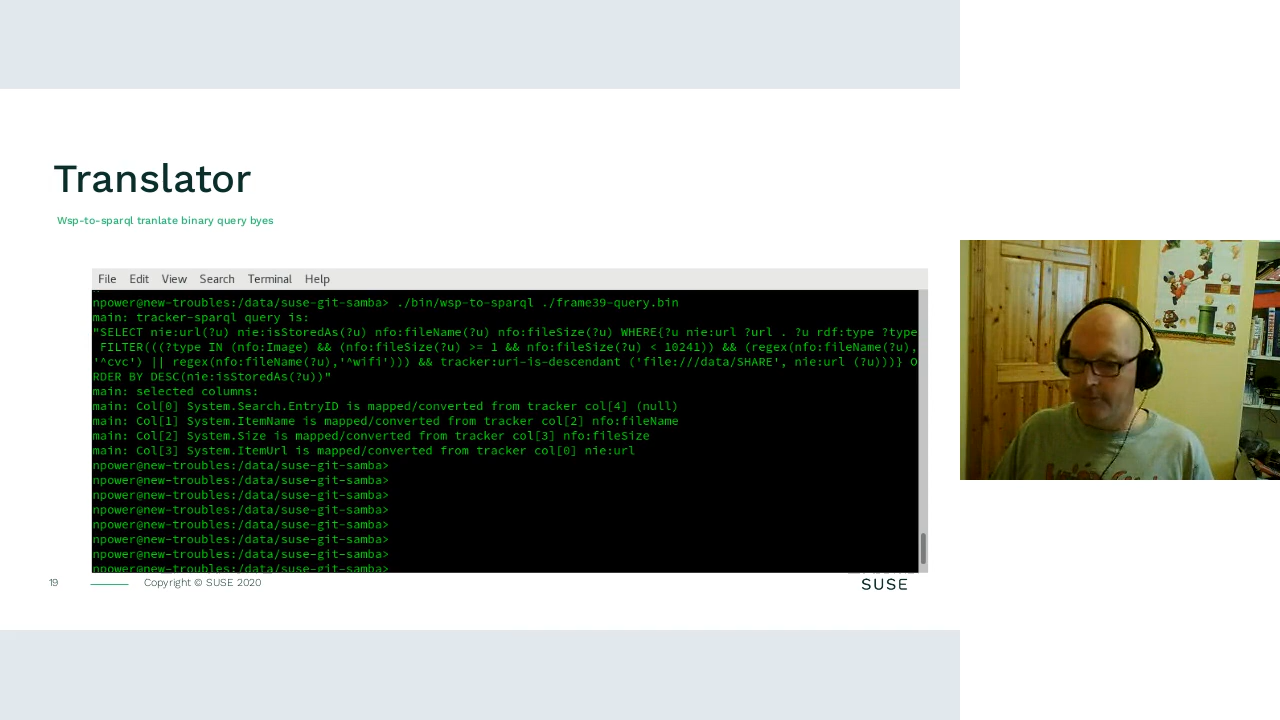 Translator
Wsp-to-sparql tranlate binary query byes
File Edit View Search Terminal Help
npower@new-troubles:/data/suse-git-samba> ./bin/wsp-to-sparql ./frame39-query.bin
main: tracker-sparql query is:
"SELECT nie:url(?u) nie:isStoredAs(?u) nfo:fileName(?u) nfo:fileSize(?u) WHERE{?u nie:url ?url . ?u rdf:type ?type
FILTER(((?type IN (nfo:Image) && (nfo:fileSize(?u) >= 1 && nfo:fileSize(?u) < 10241)) && (regex(nfo:fileName(?u),
'^cvc') || regex(nfo:fileName(?u),'^wifi'))) && tracker:uri-is-descendant ('file:///data/SHARE', nie:url (?u)))} O
RDER BY DESC(nie:isStoredAs(?u))"
main: selected columns:
main: Col[0] System.Search.EntryID is mapped/converted from tracker col[4] (null)
main: Col[1] System.ItemName is mapped/converted from tracker col[2] nfo:fileName
main: Col[2] System.Size is mapped/converted from tracker col[3] nfo:fileSize
main: Col[3] System.ItemUrl is mapped/converted from tracker col[0] nie:url
npower@new-troubles:/data/suse-git-samba>
npower@new-troubles:/data/suse-git-samba>
npower@new-troubles:/data/suse-git-samba>
npower@new-troubles:/data/suse-git-samba>
npower@new-troubles:/data/suse-git-samba>
npower@new-troubles:/data/suse-git-samba>
npower@new-troubles:/data/suse-git-samba>
npower@new-troubles:/data/suse-git-samba>
19 Copyright © SUSE 2020
SUSE